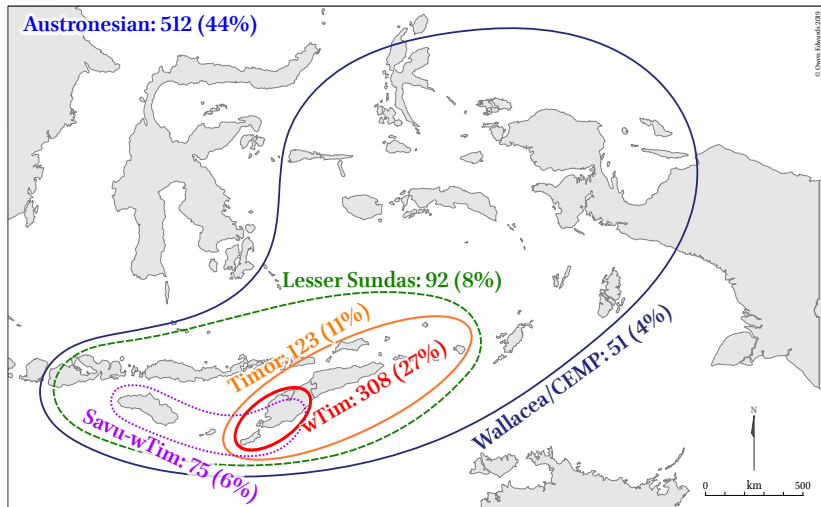 Austronesian: 512 (44%)
© Owen Edwards 2019
Lesser Sundas: 92 (8%)
Timor: 123 (11%)
wTim: 308 (27%)
Wallacea/CEMP: 51 (4%)
Savu-wTim: 75 (6%)
N
km
0 500